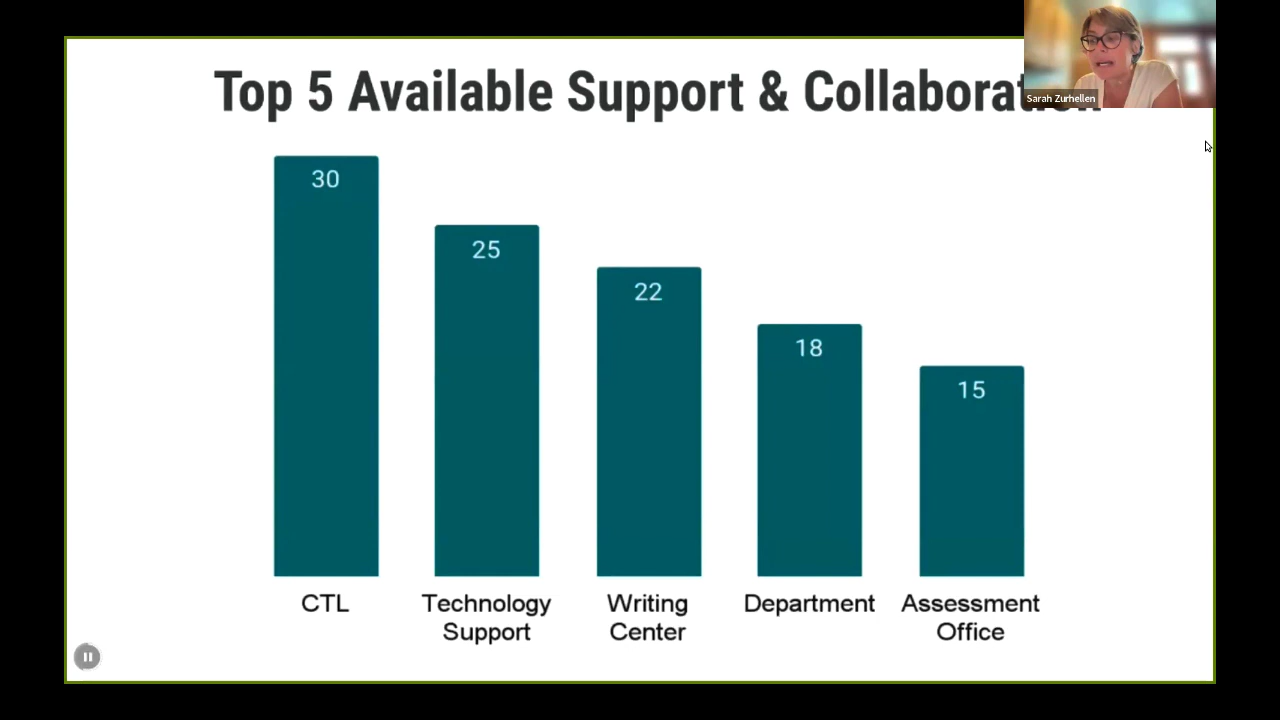 Top 5 Available Support &
Sarah Zurhellen
30
25
22
18
15
CTL
Technology
Support
Writing
Center
Department
Assessment
Office